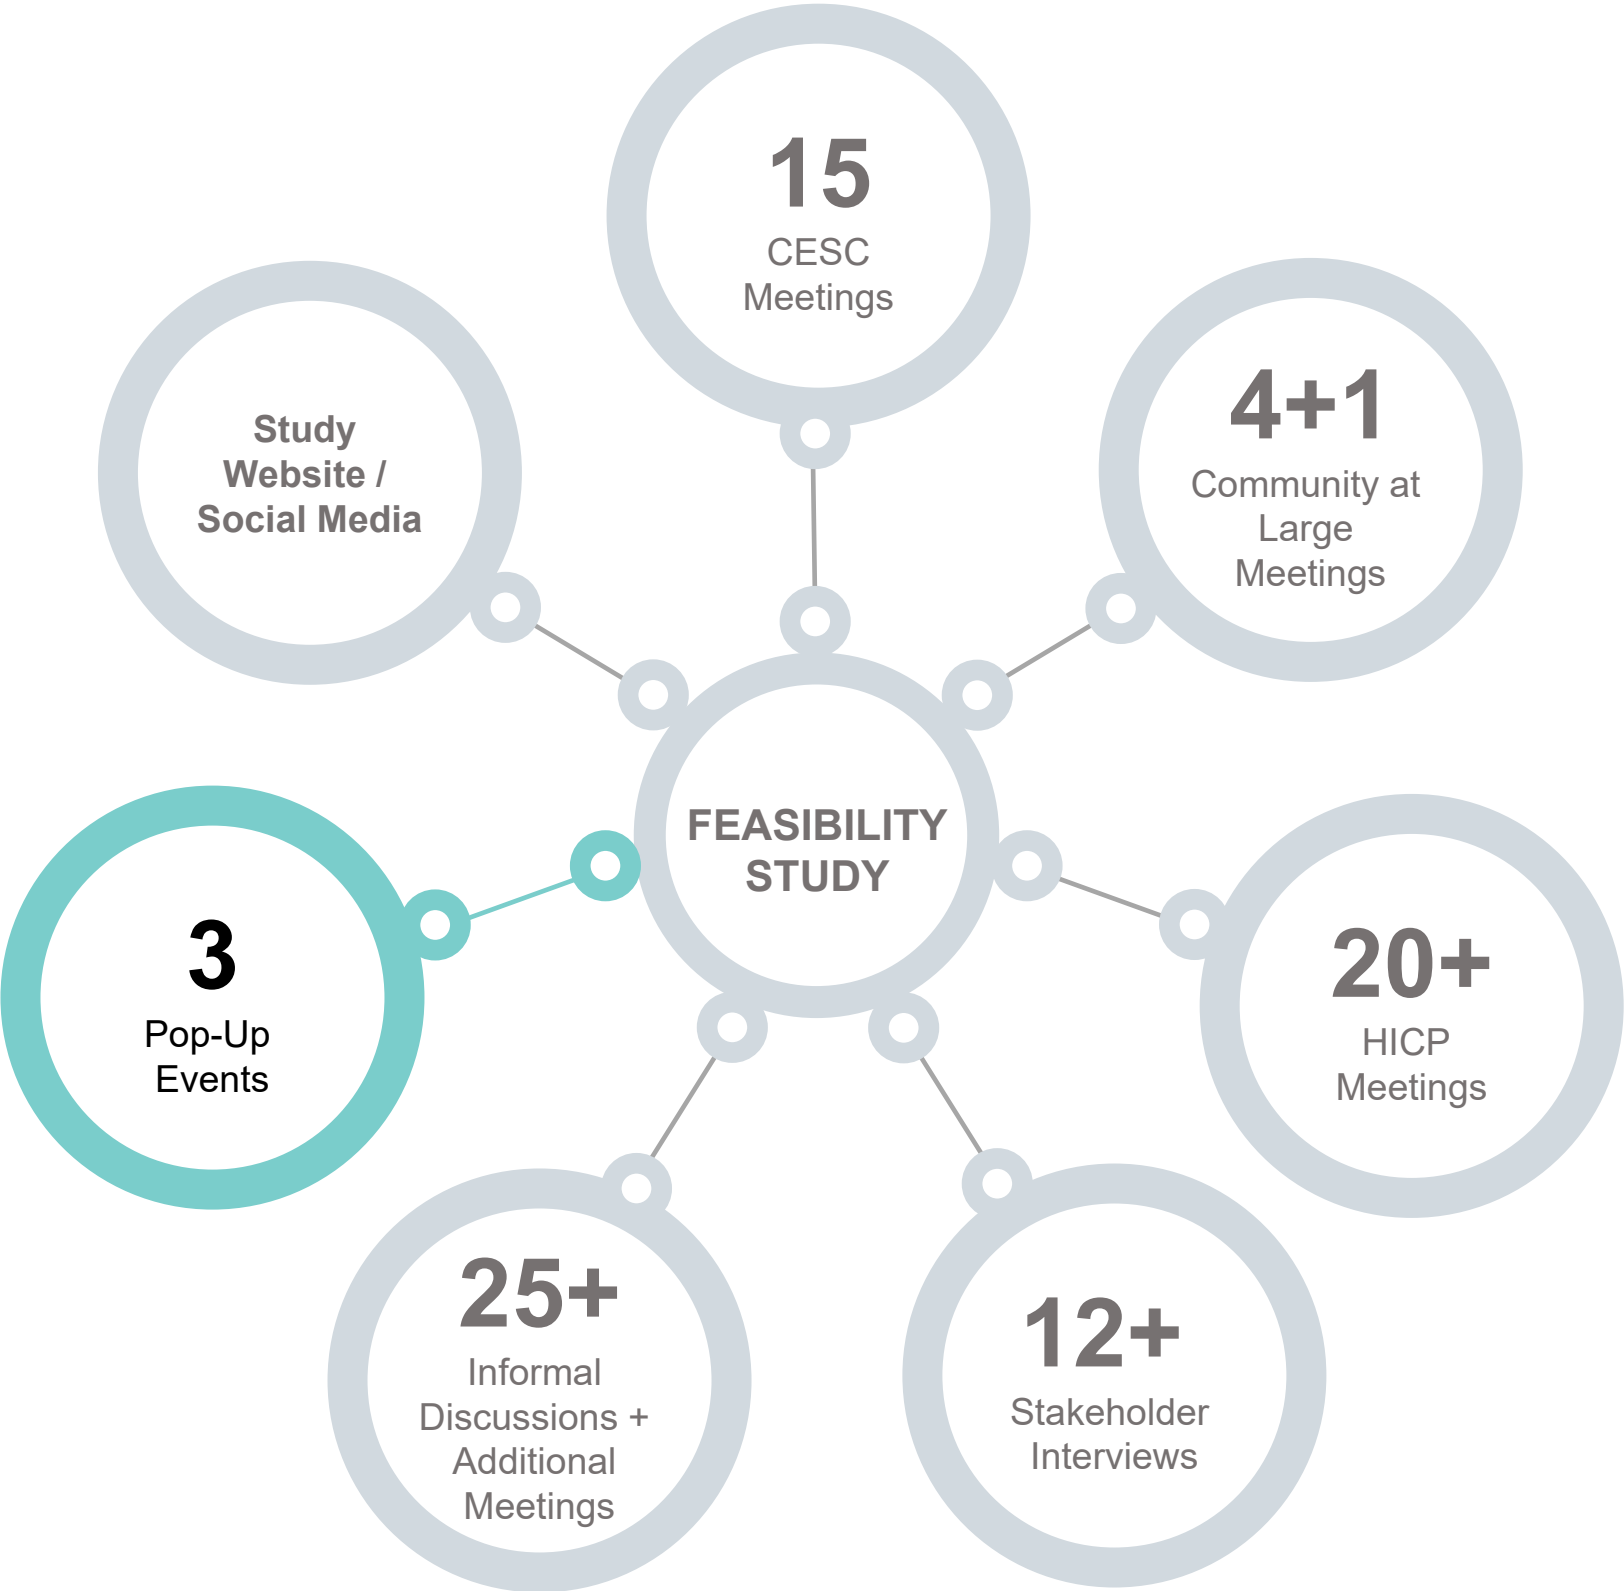 15
CESC
Meetings
4+1
Community at
Large
Meetings
Study
Website /
Social Media
FEASIBILITY
STUDY
3
Pop-Up
Events
20+
HICP
Meetings
25+
Informal
Discussions +
Additional
Meetings
12+
Stakeholder
Interviews